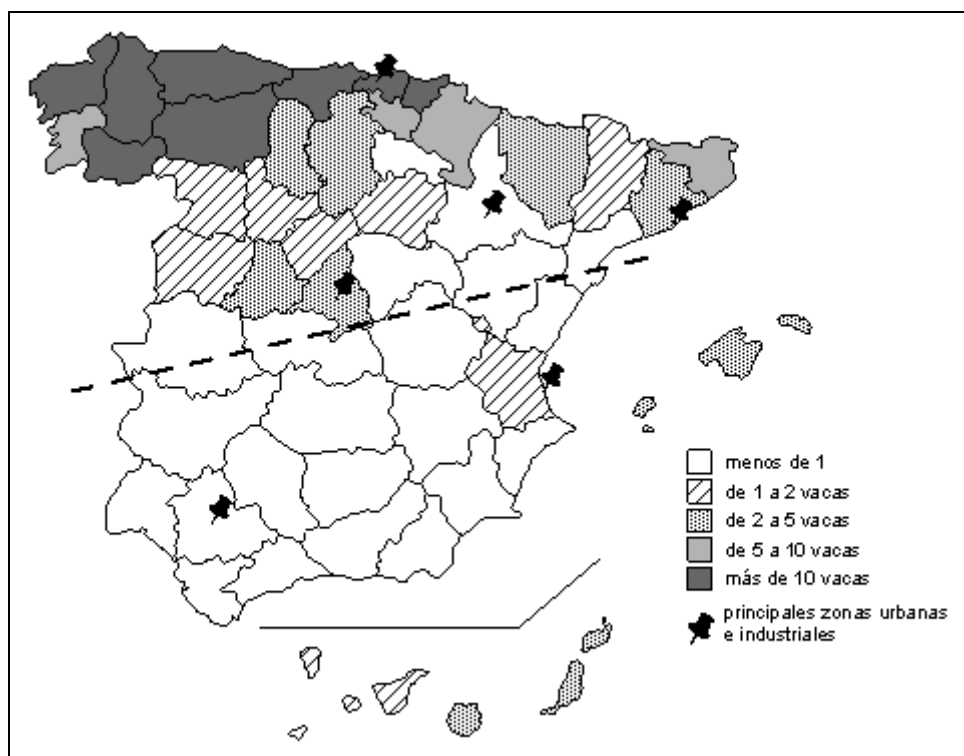 menos de 1
de 1 a 2 vacas
de 2 a 5 vacas
de 5 a 10 vacas
más de 10 vacas
principales zonas urbanas
e industriales